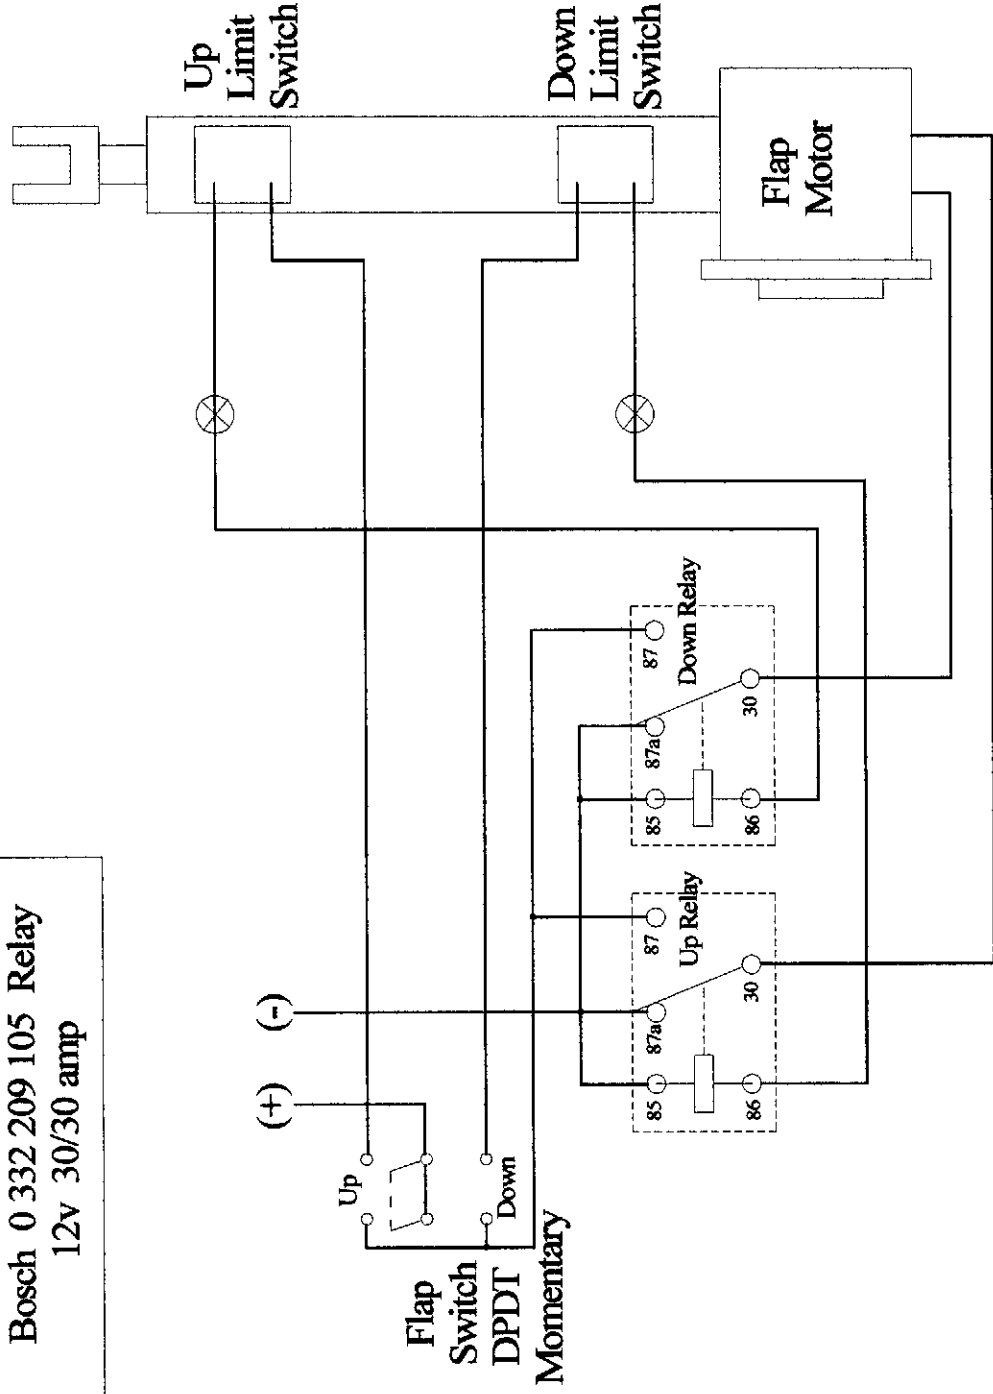 Bosch 0 332 209 105 Relay
12v 30/30 amp
(+)
(-)
Up
Limit
Switch
Down
Limit
Switch
Flap
Motor
Up
Down
Flap
Switch
DPDT
Momentary
85
87a
87
86
30
Up Relay
85
87a
87
86
30
Down Relay